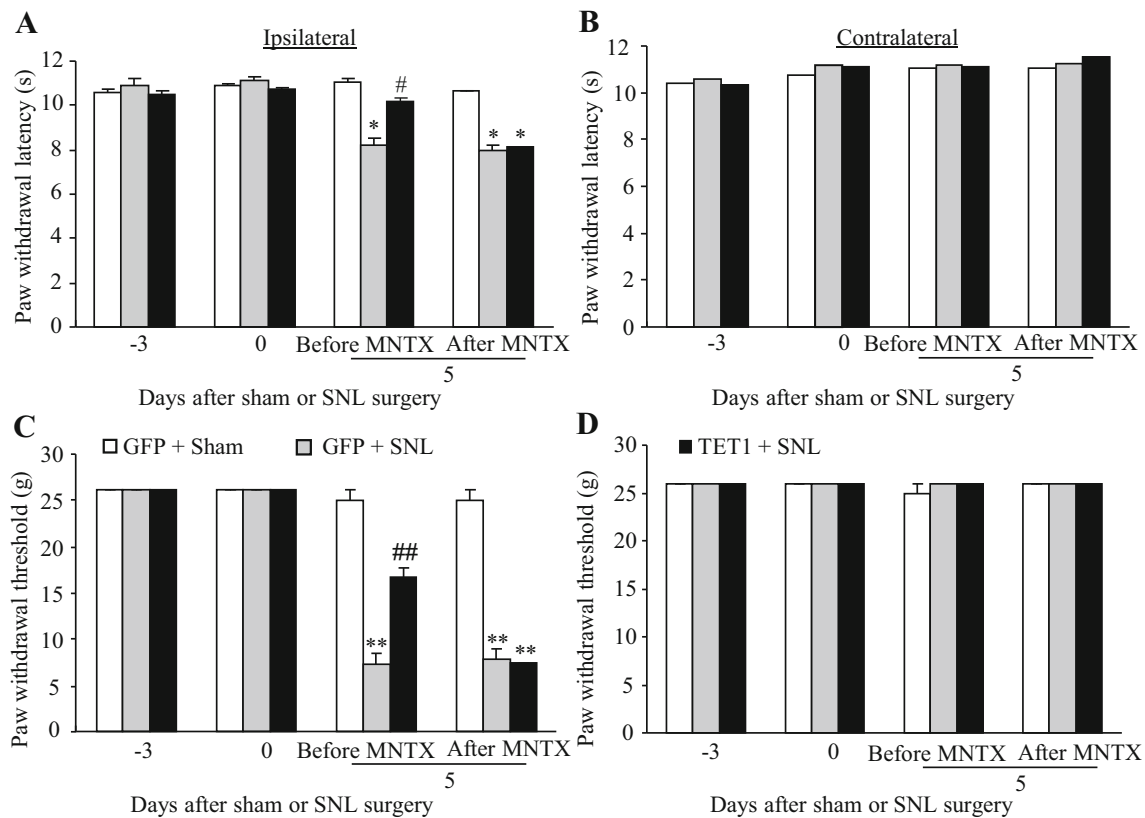 A
Ipsilateral
Paw withdrawal latency (s)
12
10
8
6
4
2
0
*
#
*
*
-3
0
Before MNTX
After MNTX
5
Days after sham or SNL surgery
B
Contralateral
Paw withdrawal latency (s)
12
10
8
6
4
2
0
-3
0
Before MNTX
After MNTX
5
Days after sham or SNL surgery
C
GFP + Sham
GFP + SNL
Paw withdrawal threshold (g)
30
25
20
15
10
5
0
**
##
**
**
-3
0
Before MNTX
After MNTX
5
Days after sham or SNL surgery
D
TET1 + SNL
Paw withdrawal threshold (g)
30
25
20
15
10
5
0
-3
0
Before MNTX
After MNTX
5
Days after sham or SNL surgery